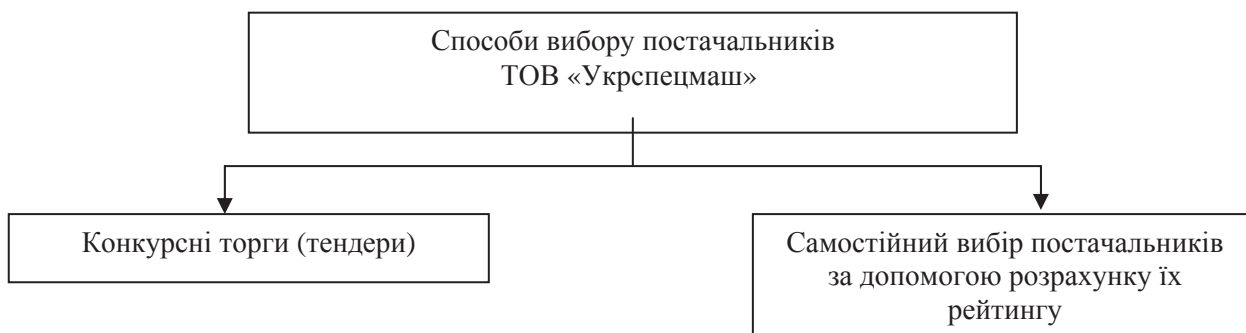 Способи вибору постачальників
ТОВ «Укрспецмаш»
Конкурсні торги (тендери)
Самостійний вибір постачальників
за допомогою розрахунку їх
рейтингу